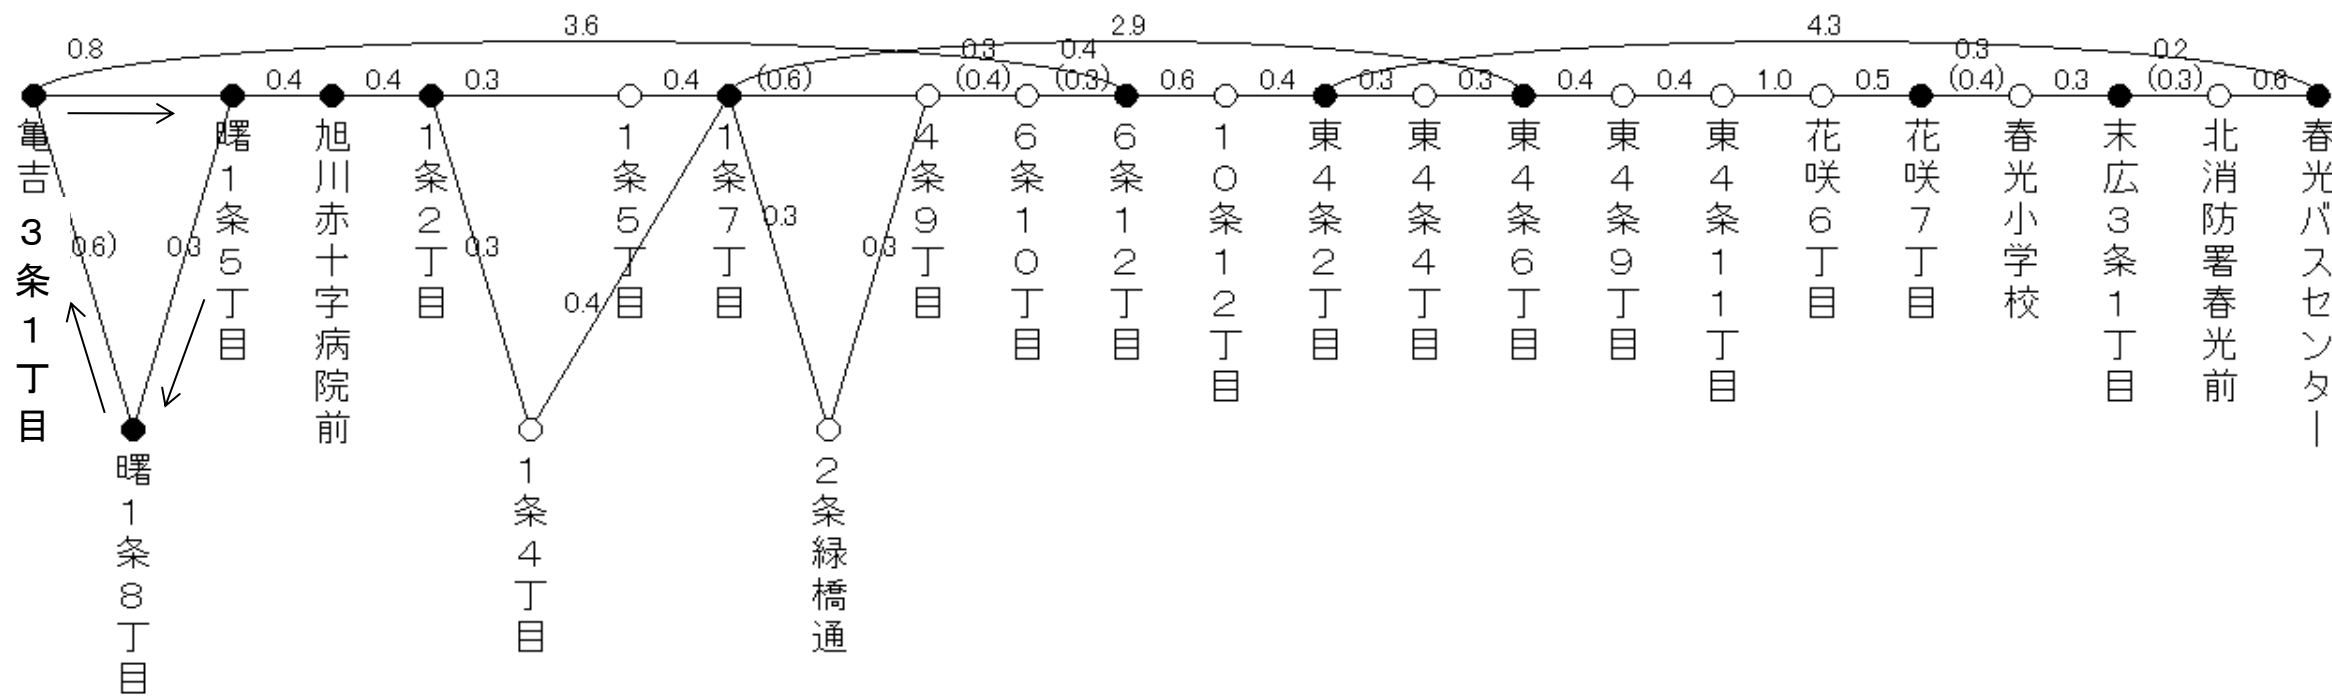 3.6
2.9
4.3
0.8
0.3
0.4
0.3
0.2
0.4
0.4
0.3
0.4
(0.6)
(0.4)
(0.3)
0.6
0.4
0.3
0.3
0.4
0.4
1.0
0.5
(0.4)
0.3
(0.3)
0.6
亀吉3条1丁目
曙1条5丁目
旭川赤十字病院前
1条2丁目
1条5丁目
1条7丁目
4条9丁目
6条10丁目
6条12丁目
10条12丁目
東4条2丁目
東4条4丁目
東4条6丁目
東4条9丁目
東4条11丁目
花咲6丁目
花咲7丁目
春光小学校
末広3条1丁目
北消防署春光前
春光バスセンター
0.6)
0.3
0.3
0.4
0.3
0.3
曙1条8丁目
1条4丁目
2条緑橋通